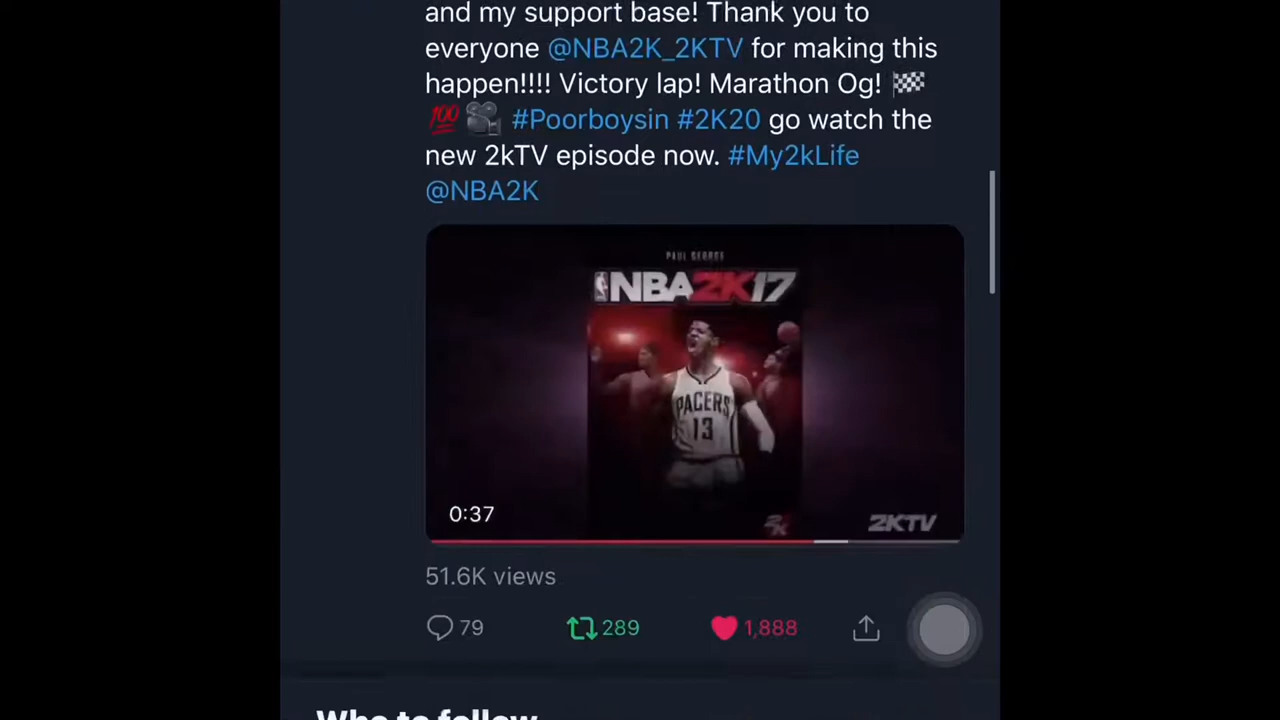 and my support base! Thank you to
everyone @NBA2K_2KTV for making this
happen!!!! Victory lap! Marathon Og! 🏁
💯🎥 #Poorboysin #2K20 go watch the
new 2kTV episode now. #My2kLife
@NBA2K
PAUL GEORGE
NBA2K17
PACERS
13
2K
0:37
2KTV
51.6K views
79 289 1,888
Who to follow